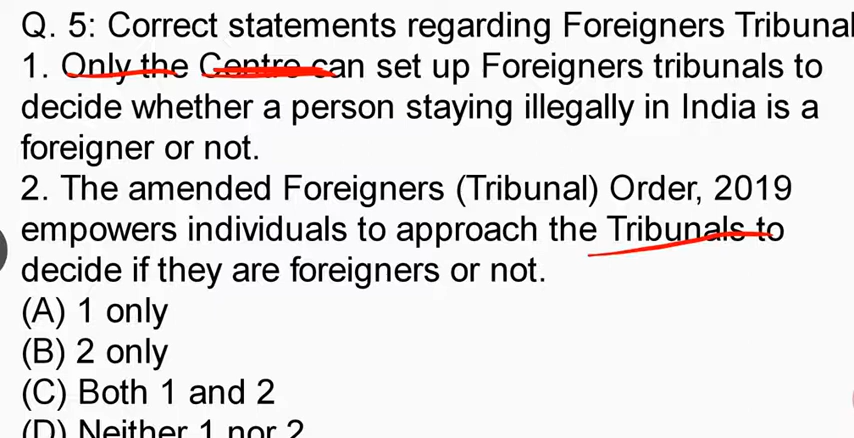 Q. 5: Correct statements regarding Foreigners Tribunal
1. Only the Centre can set up Foreigners tribunals to
decide whether a person staying illegally in India is a
foreigner or not.
2. The amended Foreigners (Tribunal) Order, 2019
empowers individuals to approach the Tribunals to
decide if they are foreigners or not.
(A) 1 only
(B) 2 only
(C) Both 1 and 2
(D) Neither 1 nor 2